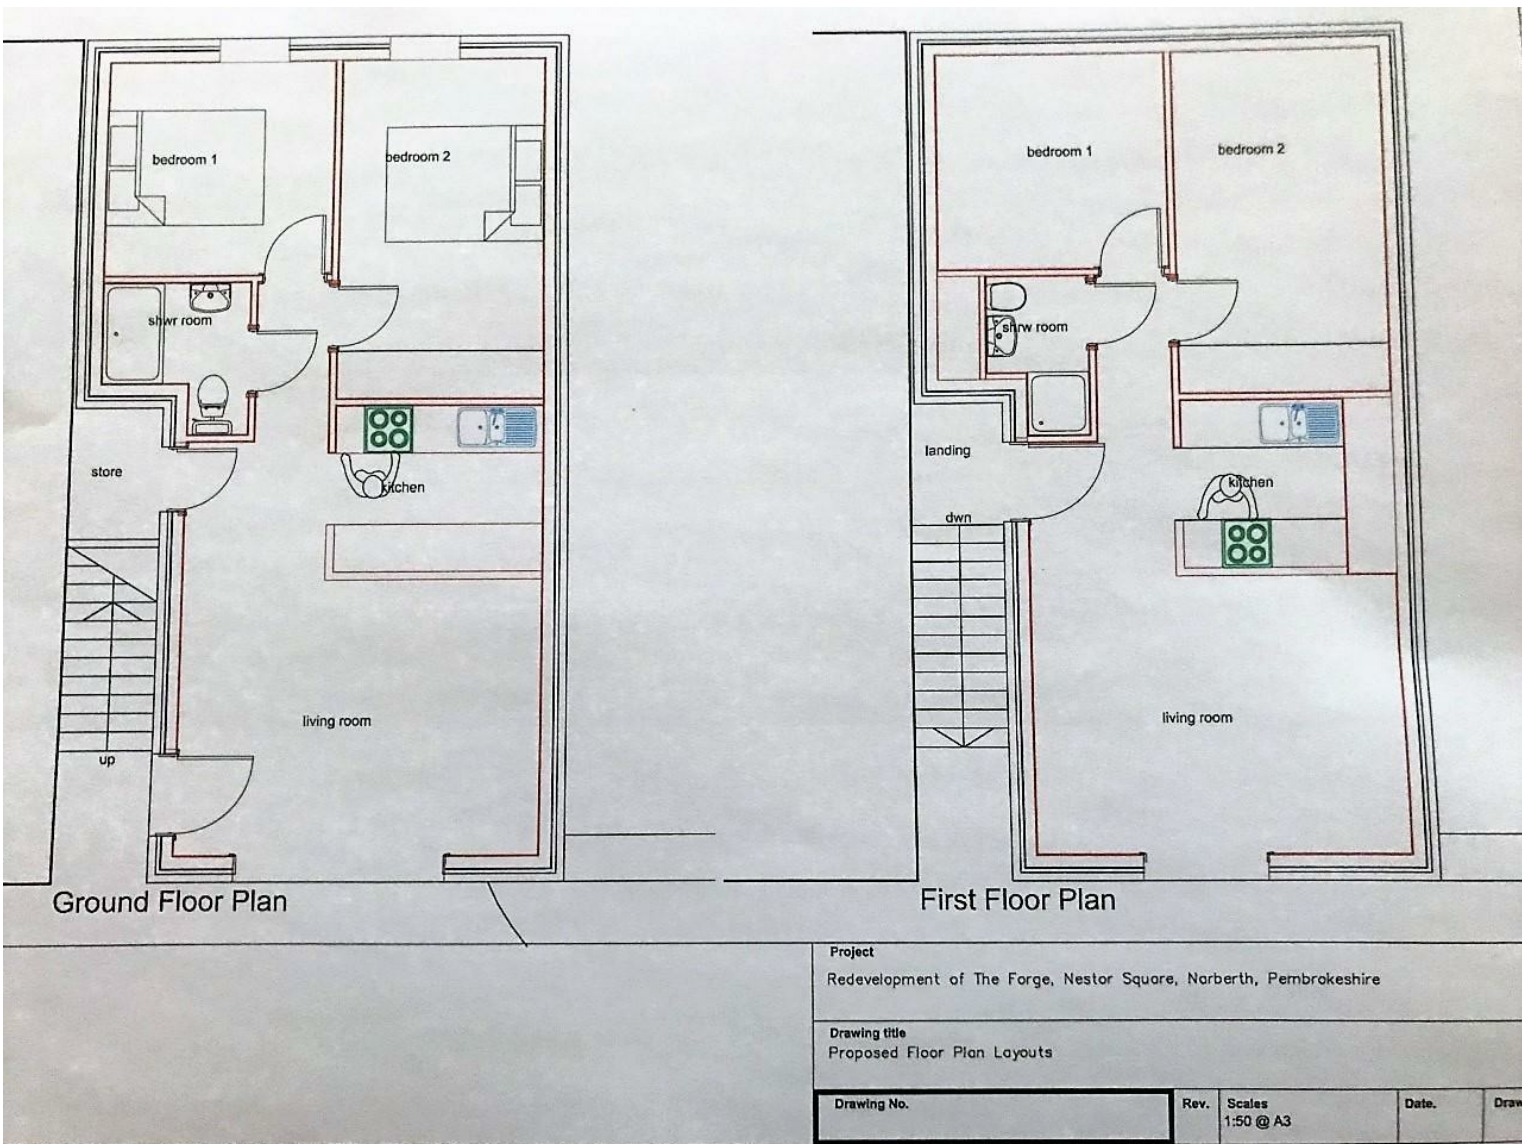 bedroom 1
bedroom 2
shwr room
store
kitchen
living room
up
Ground Floor Plan
bedroom 1
bedroom 2
shrw room
landing
kitchen
dwn
living room
First Floor Plan
Project
Redevelopment of The Forge, Nestor Square, Narberth, Pembrokeshire
Drawing title
Proposed Floor Plan Layouts
Drawing No.
Rev.
Scales
1:50 @ A3
Date.
Draw